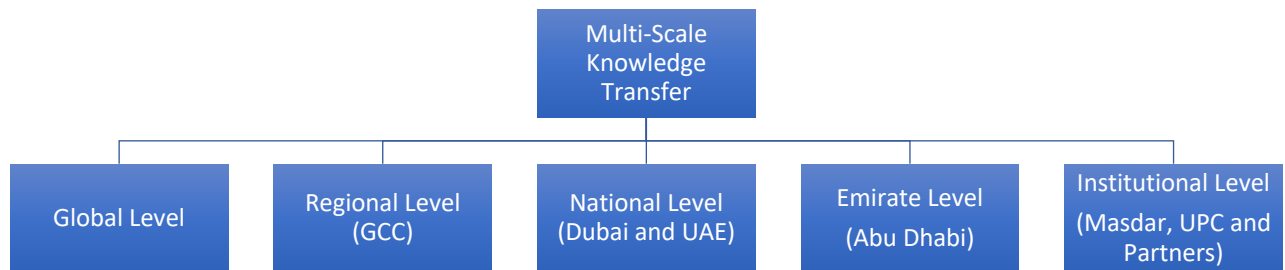 Multi-Scale
Knowledge
Transfer
Global Level
Regional Level
(GCC)
National Level
(Dubai and UAE)
Emirate Level
(Abu Dhabi)
Institutional Level
(Masdar, UPC and
Partners)